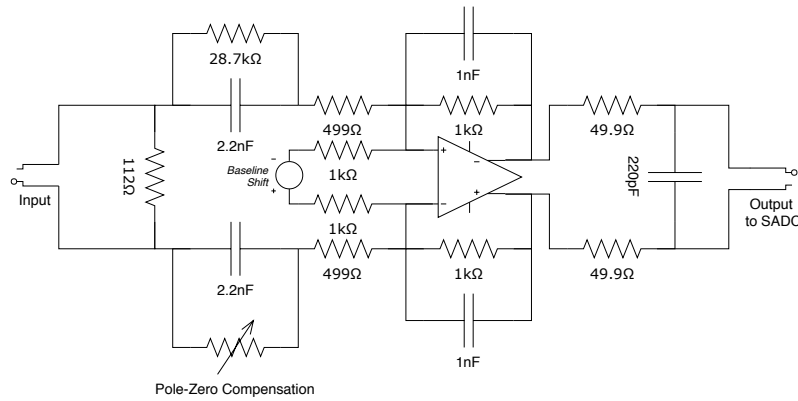 28.7kΩ
1nF
2.2nF
499Ω
1kΩ
49.9Ω
112Ω
-
Baseline
Shift
+
1kΩ
+
-
220pF
Input
1kΩ
-
+
Output
to SADC
499Ω
1kΩ
49.9Ω
2.2nF
1nF
Pole-Zero Compensation